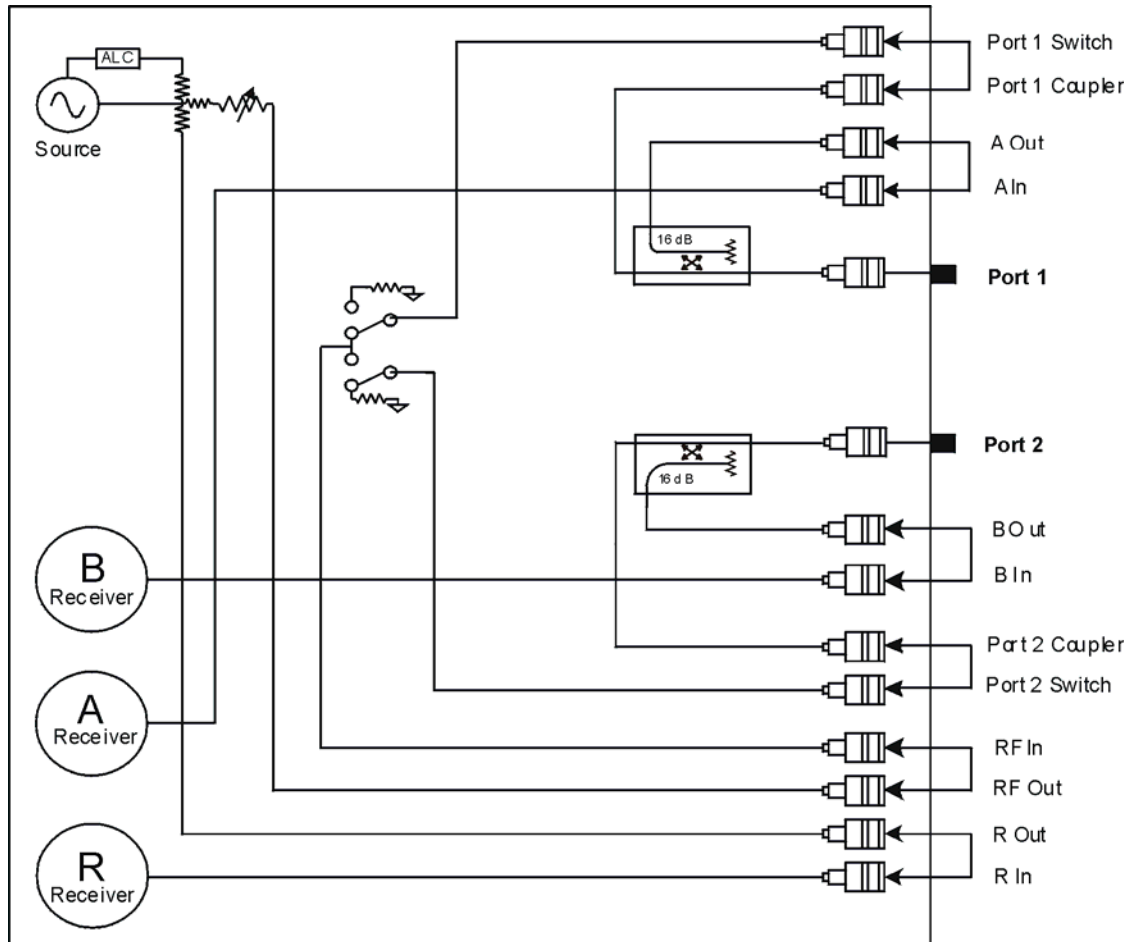 ALC
Source
Port 1 Switch
Port 1 Coupler
A Out
A In
16 dB
Port 1
Port 2
16 dB
B Out
B In
B
Receiver
Port 2 Coupler
Port 2 Switch
A
Receiver
RF In
RF Out
R Out
R In
R
Receiver